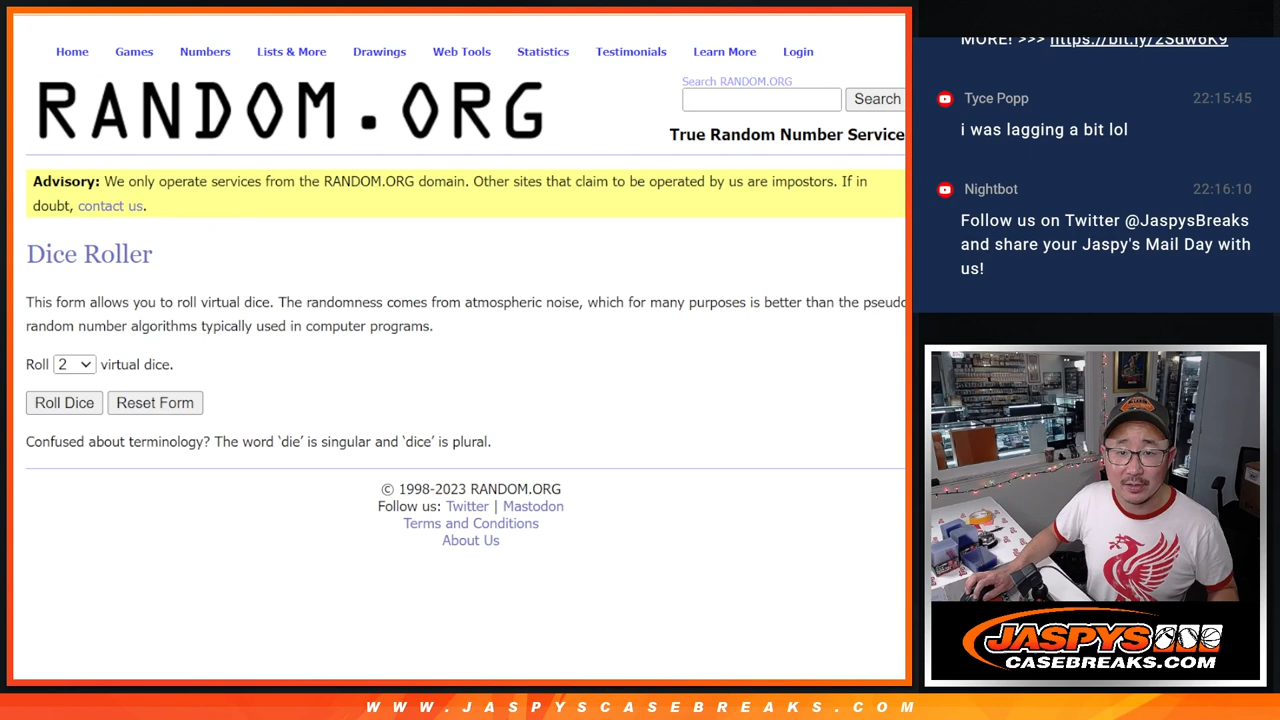 Home Games Numbers Lists & More Drawings Web Tools Statistics Testimonials Learn More Login
RANDOM.ORG
Search RANDOM.ORG
Search
True Random Number Service
Advisory: We only operate services from the RANDOM.ORG domain. Other sites that claim to be operated by us are impostors. If in
doubt, contact us.
Dice Roller
This form allows you to roll virtual dice. The randomness comes from atmospheric noise, which for many purposes is better than the pseudo
random number algorithms typically used in computer programs.
Roll 2 virtual dice.
Roll Dice Reset Form
Confused about terminology? The word ‘die’ is singular and ‘dice’ is plural.
© 1998-2023 RANDOM.ORG
Follow us: Twitter | Mastodon
Terms and Conditions
About Us
MORE! >>> https://bit.ly/2Sdw6K9
Tyce Popp 22:15:45
i was lagging a bit lol
Nightbot 22:16:10
Follow us on Twitter @JaspysBreaks
and share your Jaspy's Mail Day with
us!
JASPYS
CASEBREAKS.COM
WWW.JASPYSCASEBREAKS.COM